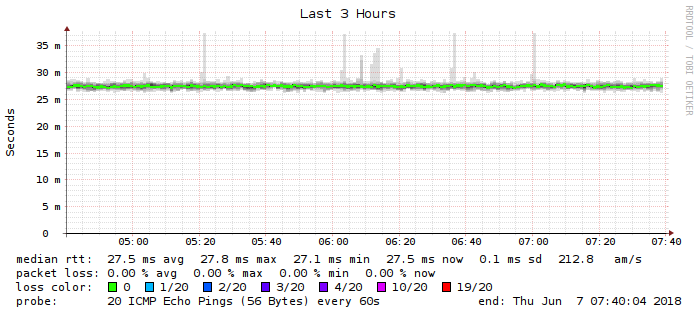 Last 3 Hours
RRDTOOL / TOBI OETIKER
Seconds
35 m
30 m
25 m
20 m
15 m
10 m
5 m
0
05:00 05:20 05:40 06:00 06:20 06:40 07:00 07:20 07:40
median rtt: 27.5 ms avg 27.8 ms max 27.1 ms min 27.5 ms now 0.1 ms sd 212.8 am/s
packet loss: 0.00 % avg 0.00 % max 0.00 % min 0.00 % now
loss color: 0 1/20 2/20 3/20 4/20 10/20 19/20
probe: 20 ICMP Echo Pings (56 Bytes) every 60s end: Thu Jun 7 07:40:04 2018